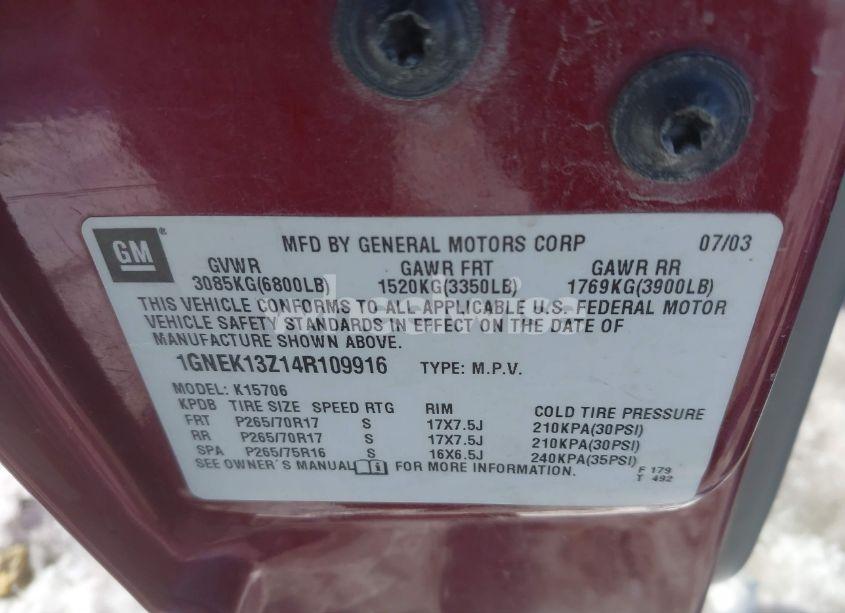 GM ®
MFD BY GENERAL MOTORS CORP 07/03
GVWR GAWR FRT GAWR RR
3085KG(6800LB) 1520KG(3350LB) 1769KG(3900LB)
THIS VEHICLE CONFORMS TO ALL APPLICABLE U.S. FEDERAL MOTOR
VEHICLE SAFETY STANDARDS IN EFFECT ON THE DATE OF
MANUFACTURE SHOWN ABOVE.
1GNEK13Z14R109916 TYPE: M.P.V.
MODEL: K15706
KPDB TIRE SIZE SPEED RTG RIM COLD TIRE PRESSURE
FRT P265/70R17 S 17X7.5J 210KPA(30PSI)
RR P265/70R17 S 17X7.5J 210KPA(30PSI)
SPA P265/75R16 S 16X6.5J 240KPA(35PSI)
SEE OWNER'S MANUAL FOR MORE INFORMATION.
F 179
T 492